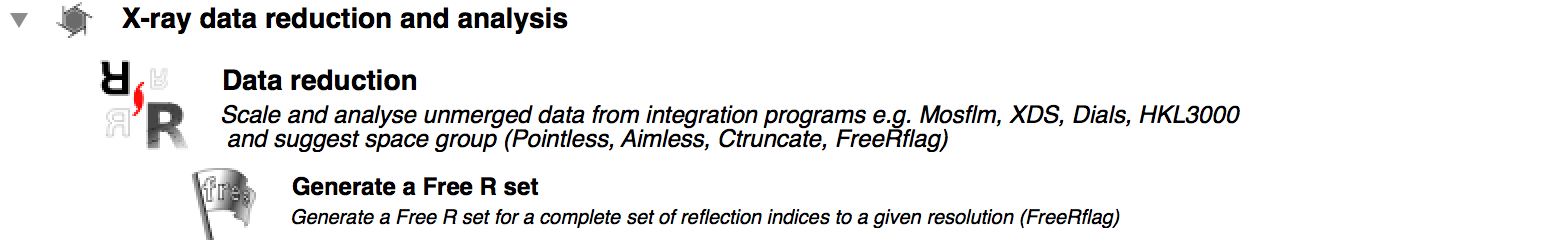 X-ray data reduction and analysis
Data reduction
Scale and analyse unmerged data from integration programs e.g. Mosflm, XDS, Dials, HKL3000
and suggest space group (Pointless, Aimless, Ctruncate, FreeRflag)
free
Generate a Free R set
Generate a Free R set for a complete set of reflection indices to a given resolution (FreeRflag)